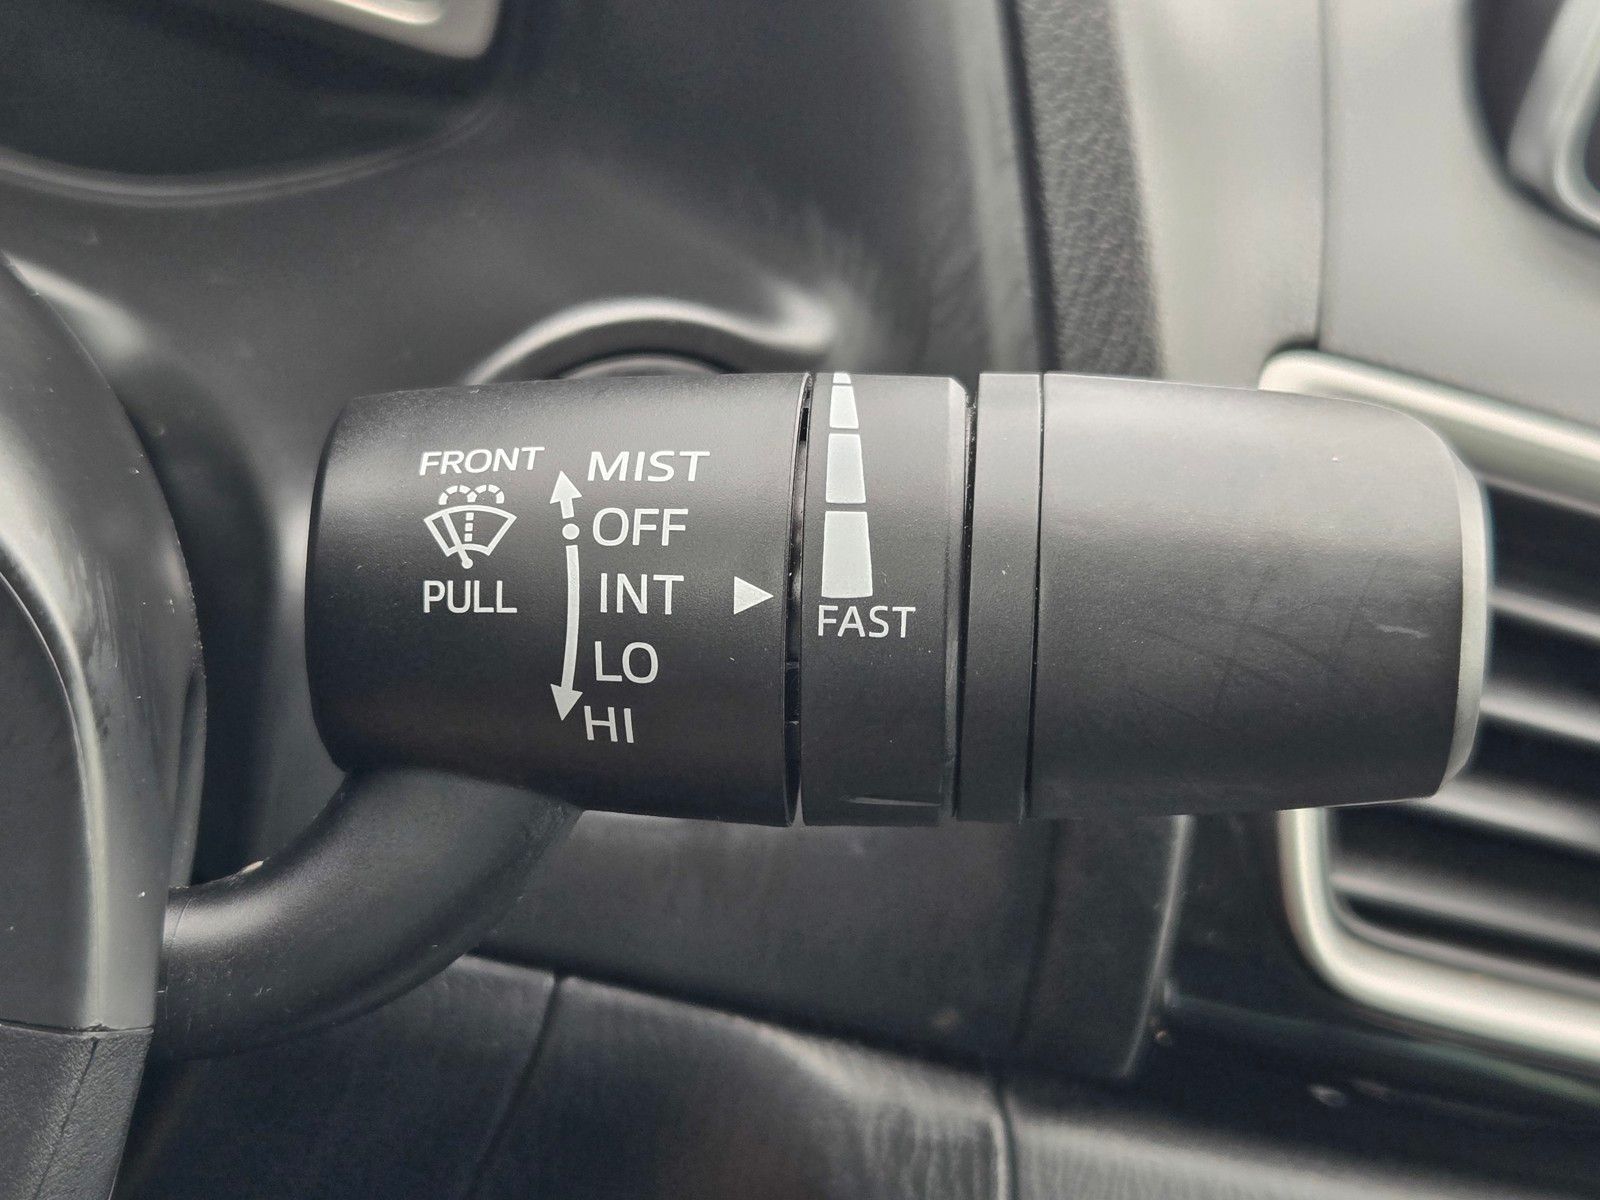 FRONT
PULL
MIST
OFF
INT
LO
HI
FAST